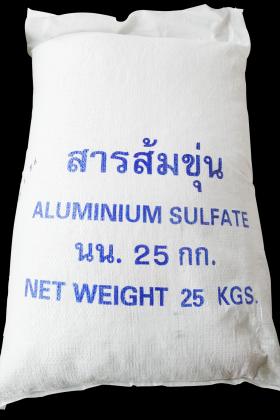 สารส้มขุ่น
ALUMINIUM SULFATE
นน. 25 กก.
NET WEIGHT 25 KGS.